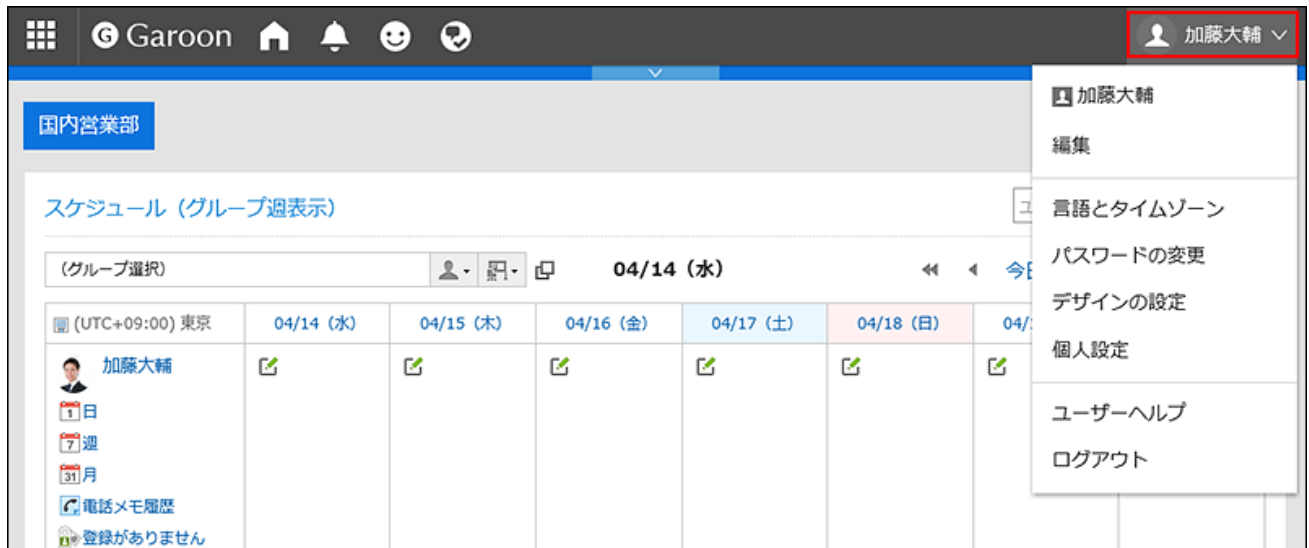 Garoon
加藤大輔
加藤大輔
編集
言語とタイムゾーン
パスワードの変更
デザインの設定
個人設定
ユーザーヘルプ
ログアウト
国内営業部
スケジュール（グループ週表示）
（グループ選択）
04/14（水）
(UTC+09:00) 東京
04/14（水）
04/15（木）
04/16（金）
04/17（土）
04/18（日）
04/
加藤大輔
1 日
7 週
31 月
電話メモ履歴
登録がありません